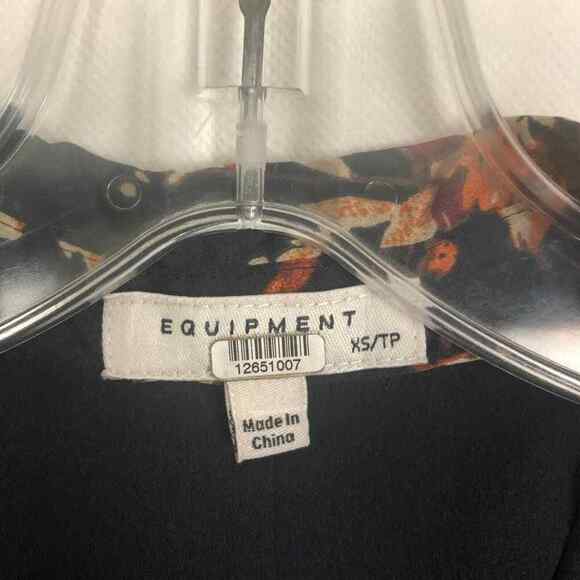 EQUIPMENT
XS/TP
12651007
Made In
China